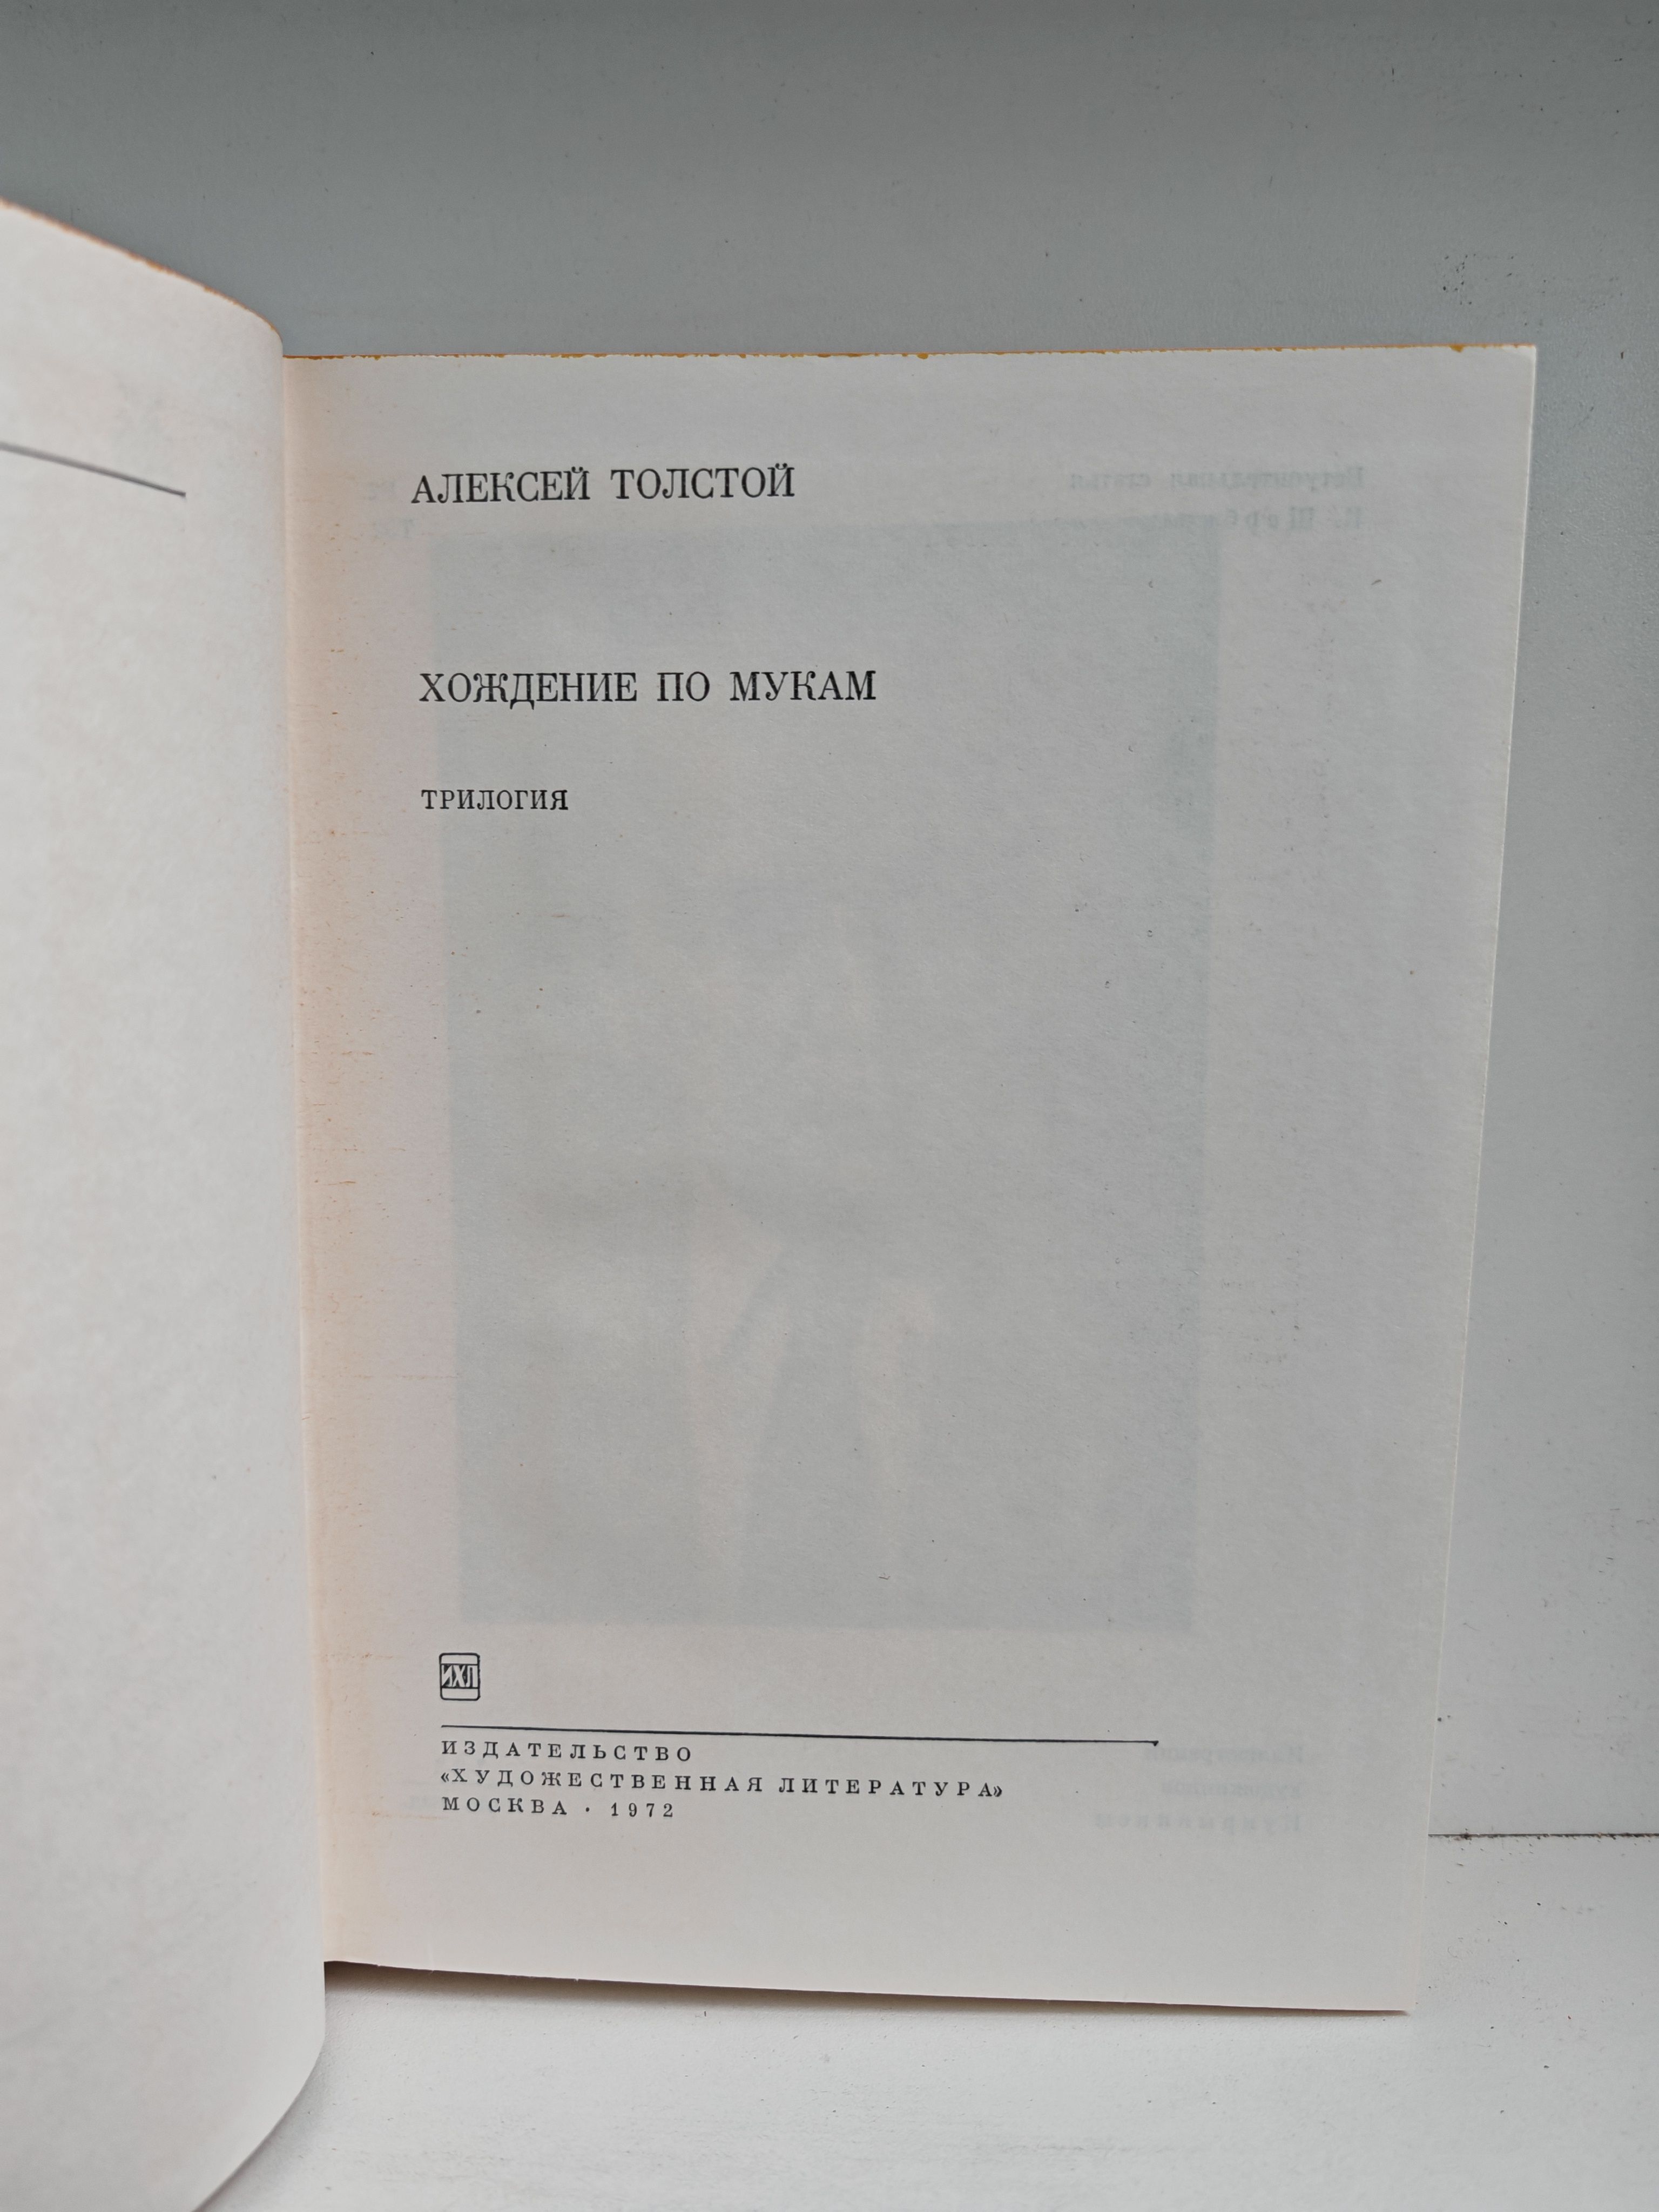 АЛЕКСЕЙ ТОЛСТОЙ
ХОЖДЕНИЕ ПО МУКАМ
ТРИЛОГИЯ
ИХЛ
ИЗДАТЕЛЬСТВО
«ХУДОЖЕСТВЕННАЯ ЛИТЕРАТУРА»
МОСКВА · 1972